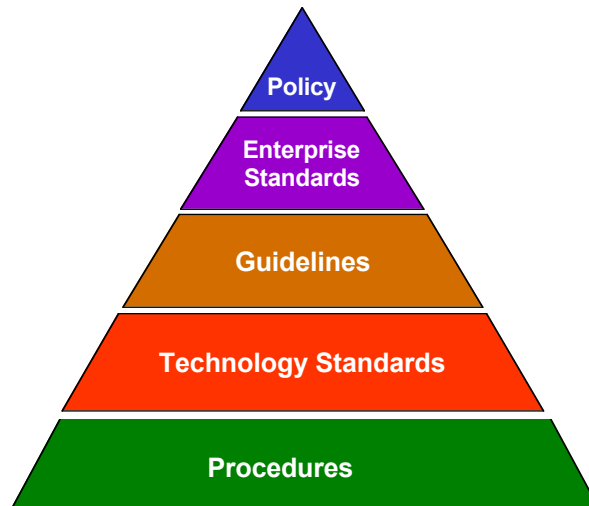 Policy
Enterprise
Standards
Guidelines
Technology Standards
Procedures